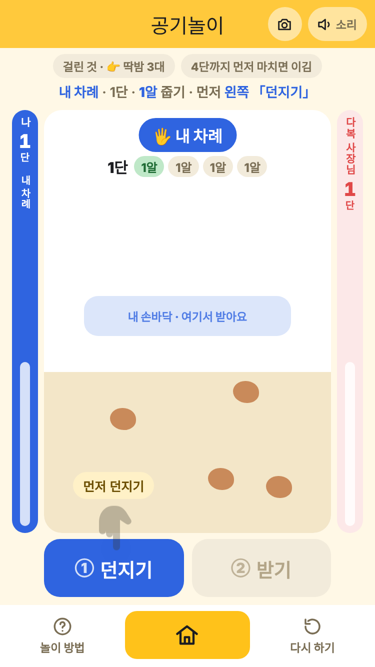 공기놀이
소리
걸린 것 · 👉 딱밤 3대
4단까지 먼저 마치면 이김
내 차례 · 1단 · 1알 줍기 · 먼저 왼쪽 「던지기」
나 1 단 내 차례
🖐 내 차례
1단 1알 1알 1알 1알
다복 사장님 1 단
내 손바닥 · 여기서 받아요
먼저 던지기
① 던지기
② 받기
놀이 방법
다시 하기